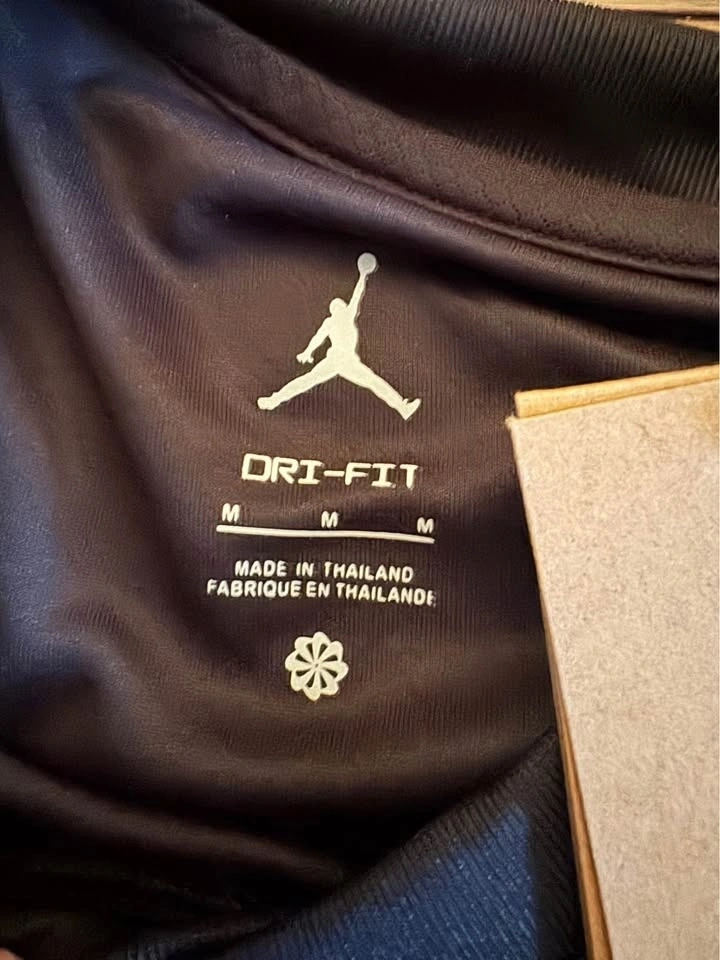 DRI-FIT
M M M
MADE IN THAILAND
FABRIQUE EN THAILANDE